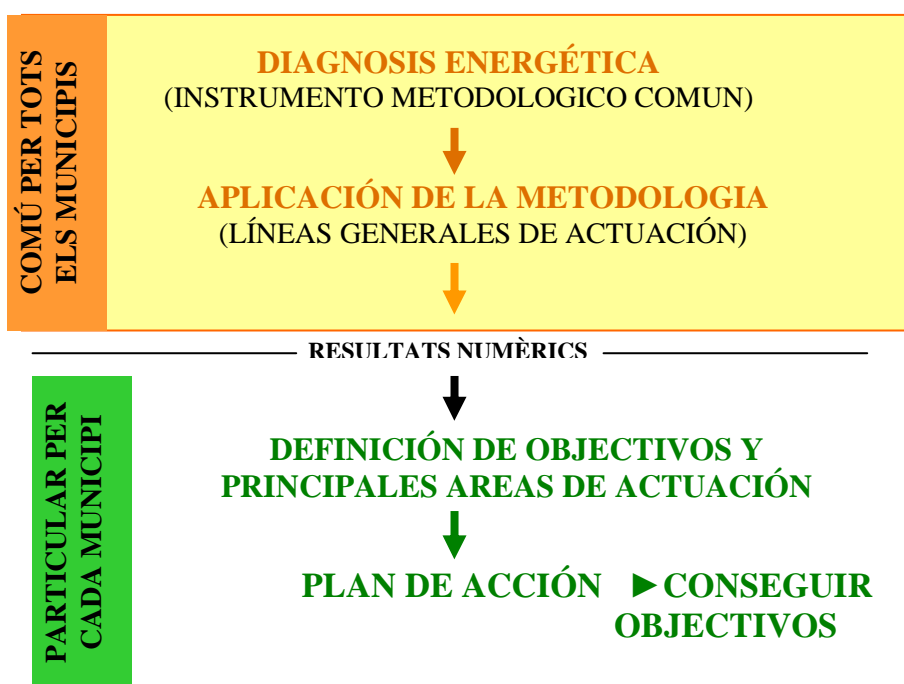 COMÚ PER TOTS
ELS MUNICIPIS
DIAGNOSIS ENERGÉTICA
(INSTRUMENTO METODOLOGICO COMUN)
APLICACIÓN DE LA METODOLOGIA
(LÍNEAS GENERALES DE ACTUACIÓN)
RESULTATS NUMÈRICS
PARTICULAR PER
CADA MUNICIPI
DEFINICIÓN DE OBJECTIVOS Y
PRINCIPALES AREAS DE ACTUACIÓN
PLAN DE ACCIÓN ►CONSEGUIR
OBJECTIVOS